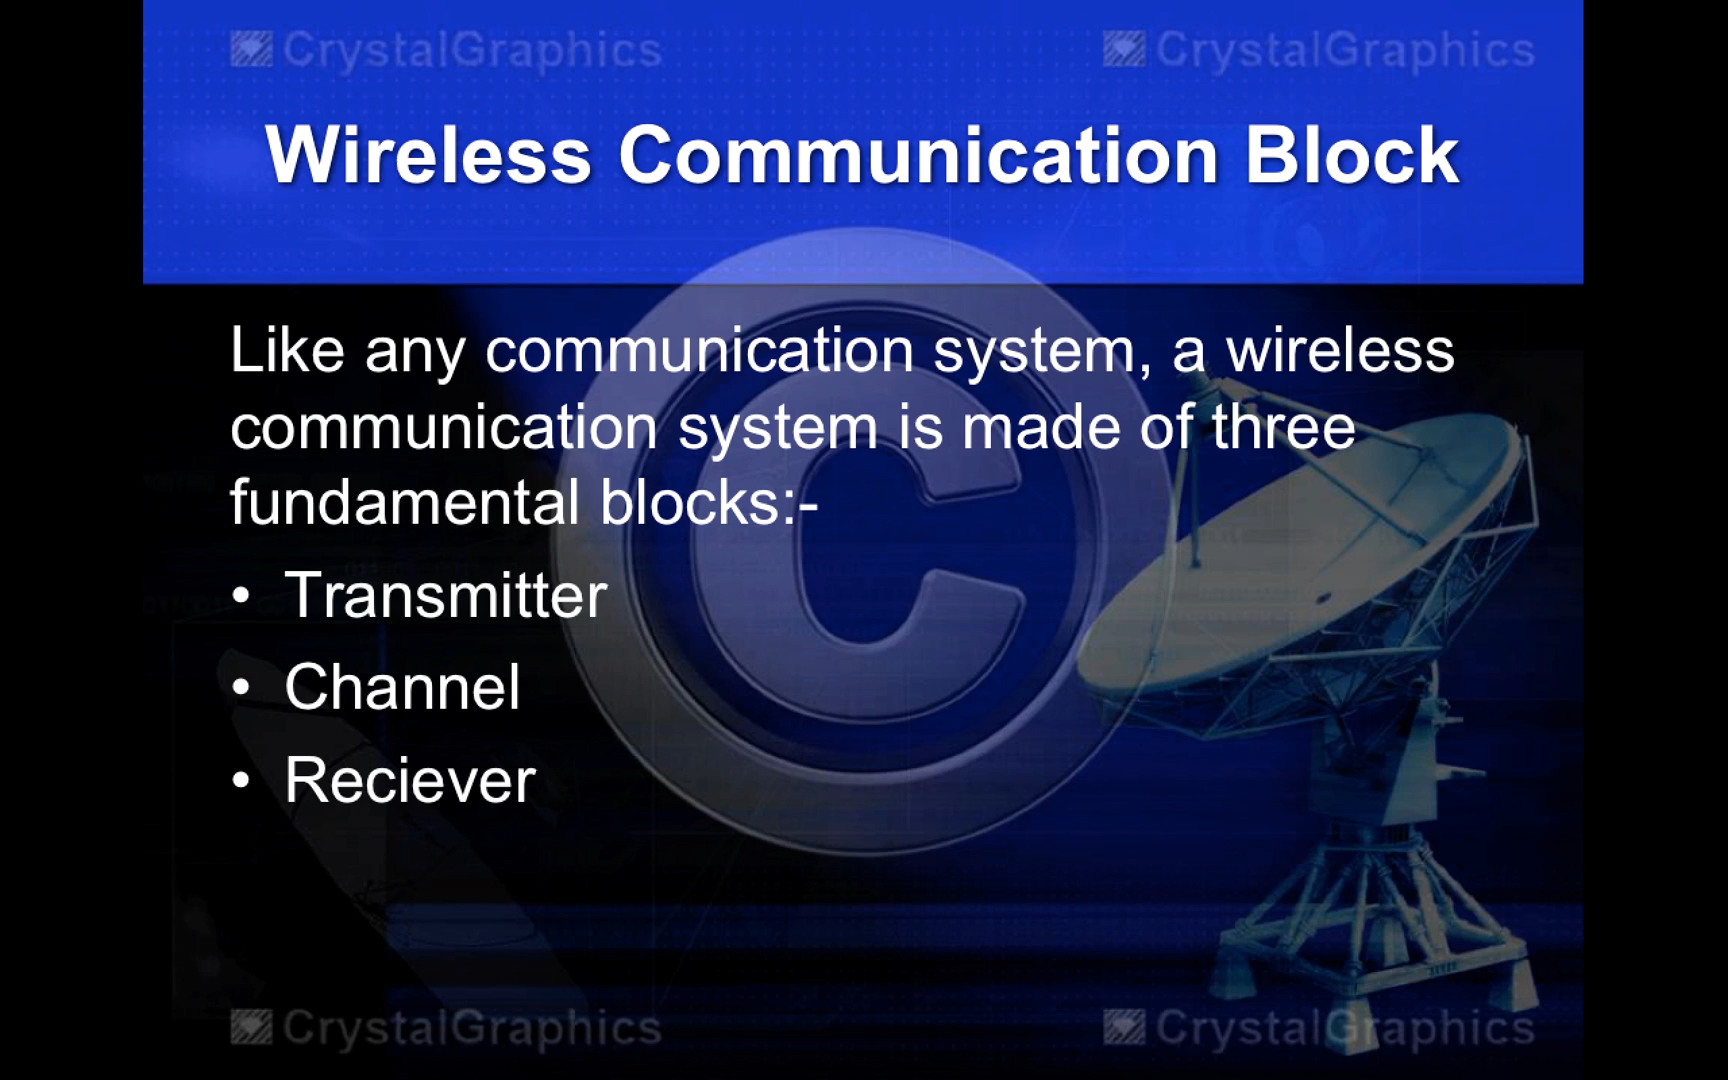 CrystalGraphics CrystalGraphics
Wireless Communication Block
Like any communication system, a wireless
communication system is made of three
fundamental blocks:-
• Transmitter
• Channel
• Reciever
CrystalGraphics CrystalGraphics